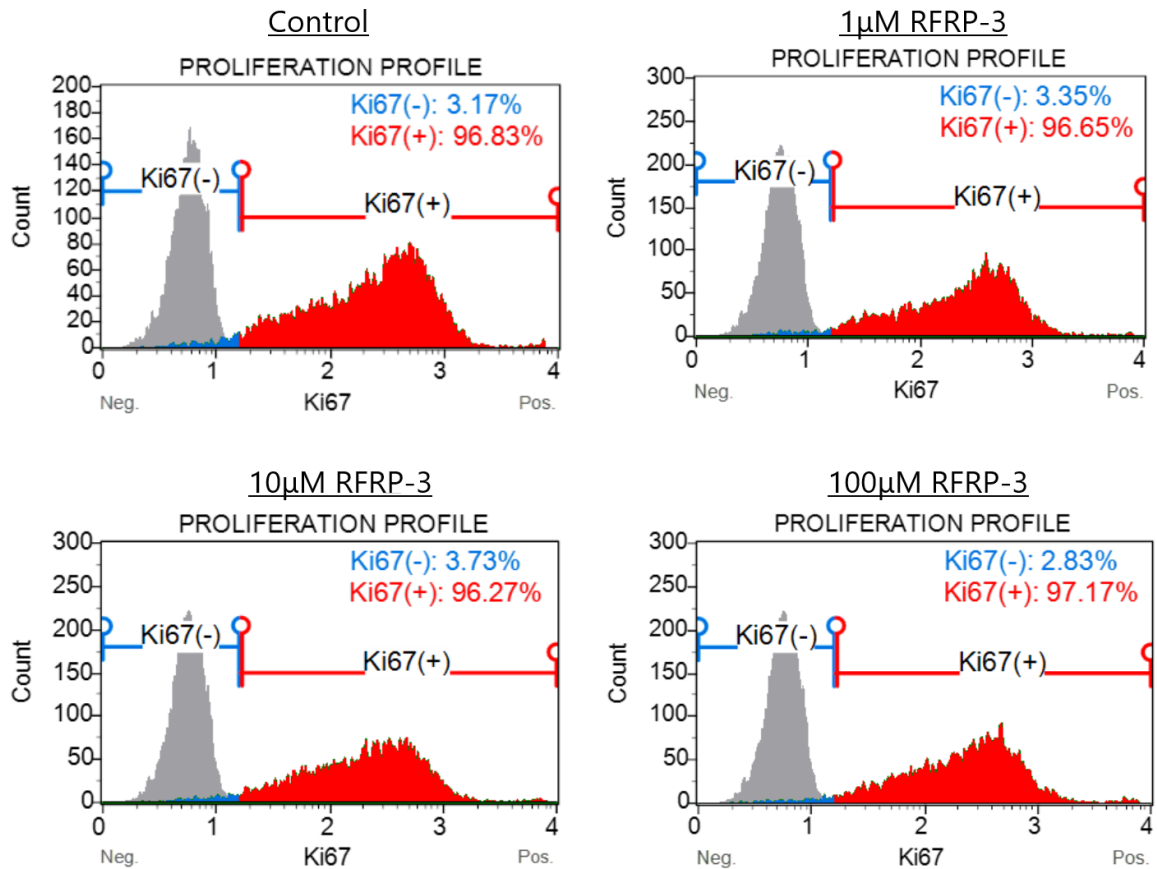 Control
PROLIFERATION PROFILE
Ki67(-): 3.17%
Ki67(+): 96.83%
Ki67(-)
Ki67(+)
Count
200
180
160
140
120
100
80
60
40
20
0
0 1 2 3 4
Neg. Ki67 Pos.
1µM RFRP-3
PROLIFERATION PROFILE
Ki67(-): 3.35%
Ki67(+): 96.65%
Ki67(-)
Ki67(+)
Count
300
250
200
150
100
50
0
0 1 2 3 4
Neg. Ki67 Pos.
10µM RFRP-3
PROLIFERATION PROFILE
Ki67(-): 3.73%
Ki67(+): 96.27%
Ki67(-)
Ki67(+)
Count
300
250
200
150
100
50
0
0 1 2 3 4
Neg. Ki67 Pos.
100µM RFRP-3
PROLIFERATION PROFILE
Ki67(-): 2.83%
Ki67(+): 97.17%
Ki67(-)
Ki67(+)
Count
300
250
200
150
100
50
0
0 1 2 3 4
Neg. Ki67 Pos.